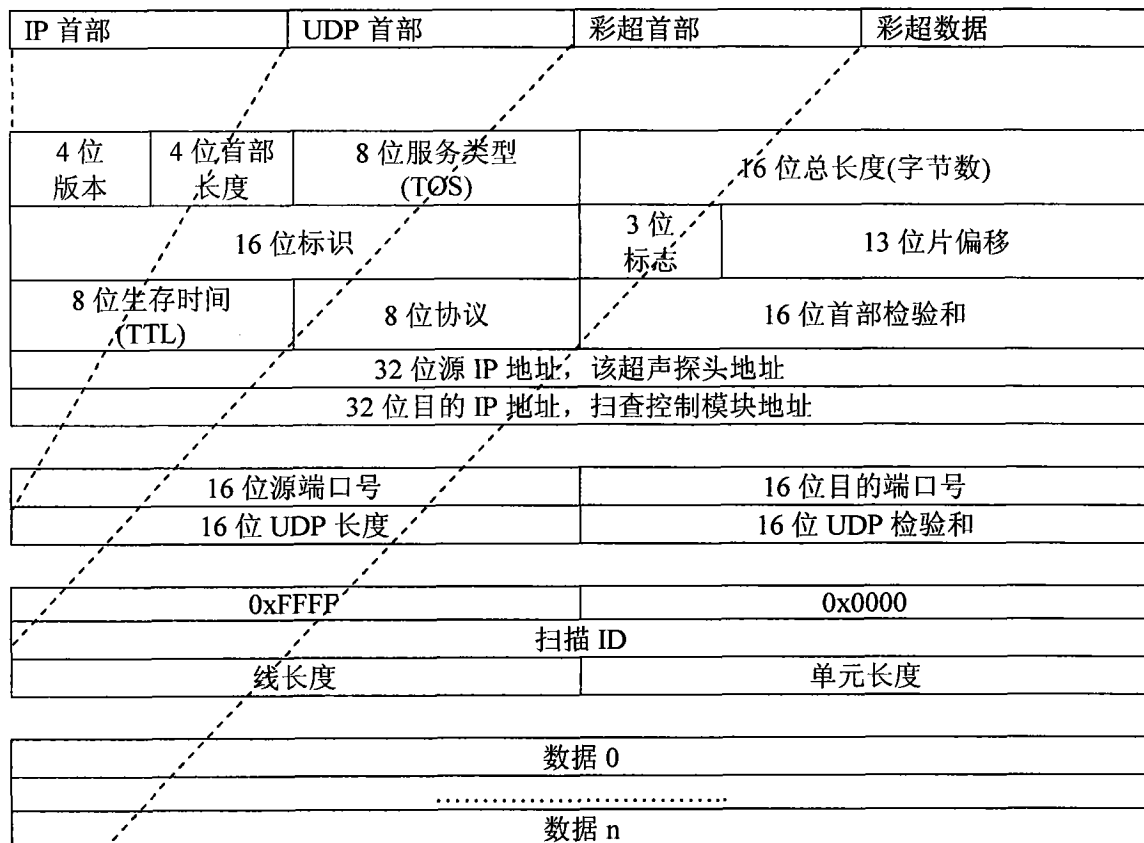 IP 首部 UDP 首部 彩超首部 彩超数据
4 位 版本 4 位首部 长度 8 位服务类型 (TOS) 16 位总长度(字节数)
16 位标识 3 位 标志 13 位片偏移
8 位生存时间 (TTL) 8 位协议 16 位首部检验和
32 位源 IP 地址，该超声探头地址
32 位目的 IP 地址，扫查控制模块地址
16 位源端口号 16 位目的端口号
16 位 UDP 长度 16 位 UDP 检验和
0xFFFF 0x0000
扫描 ID
线长度 单元长度
数据 0
..............................
数据 n